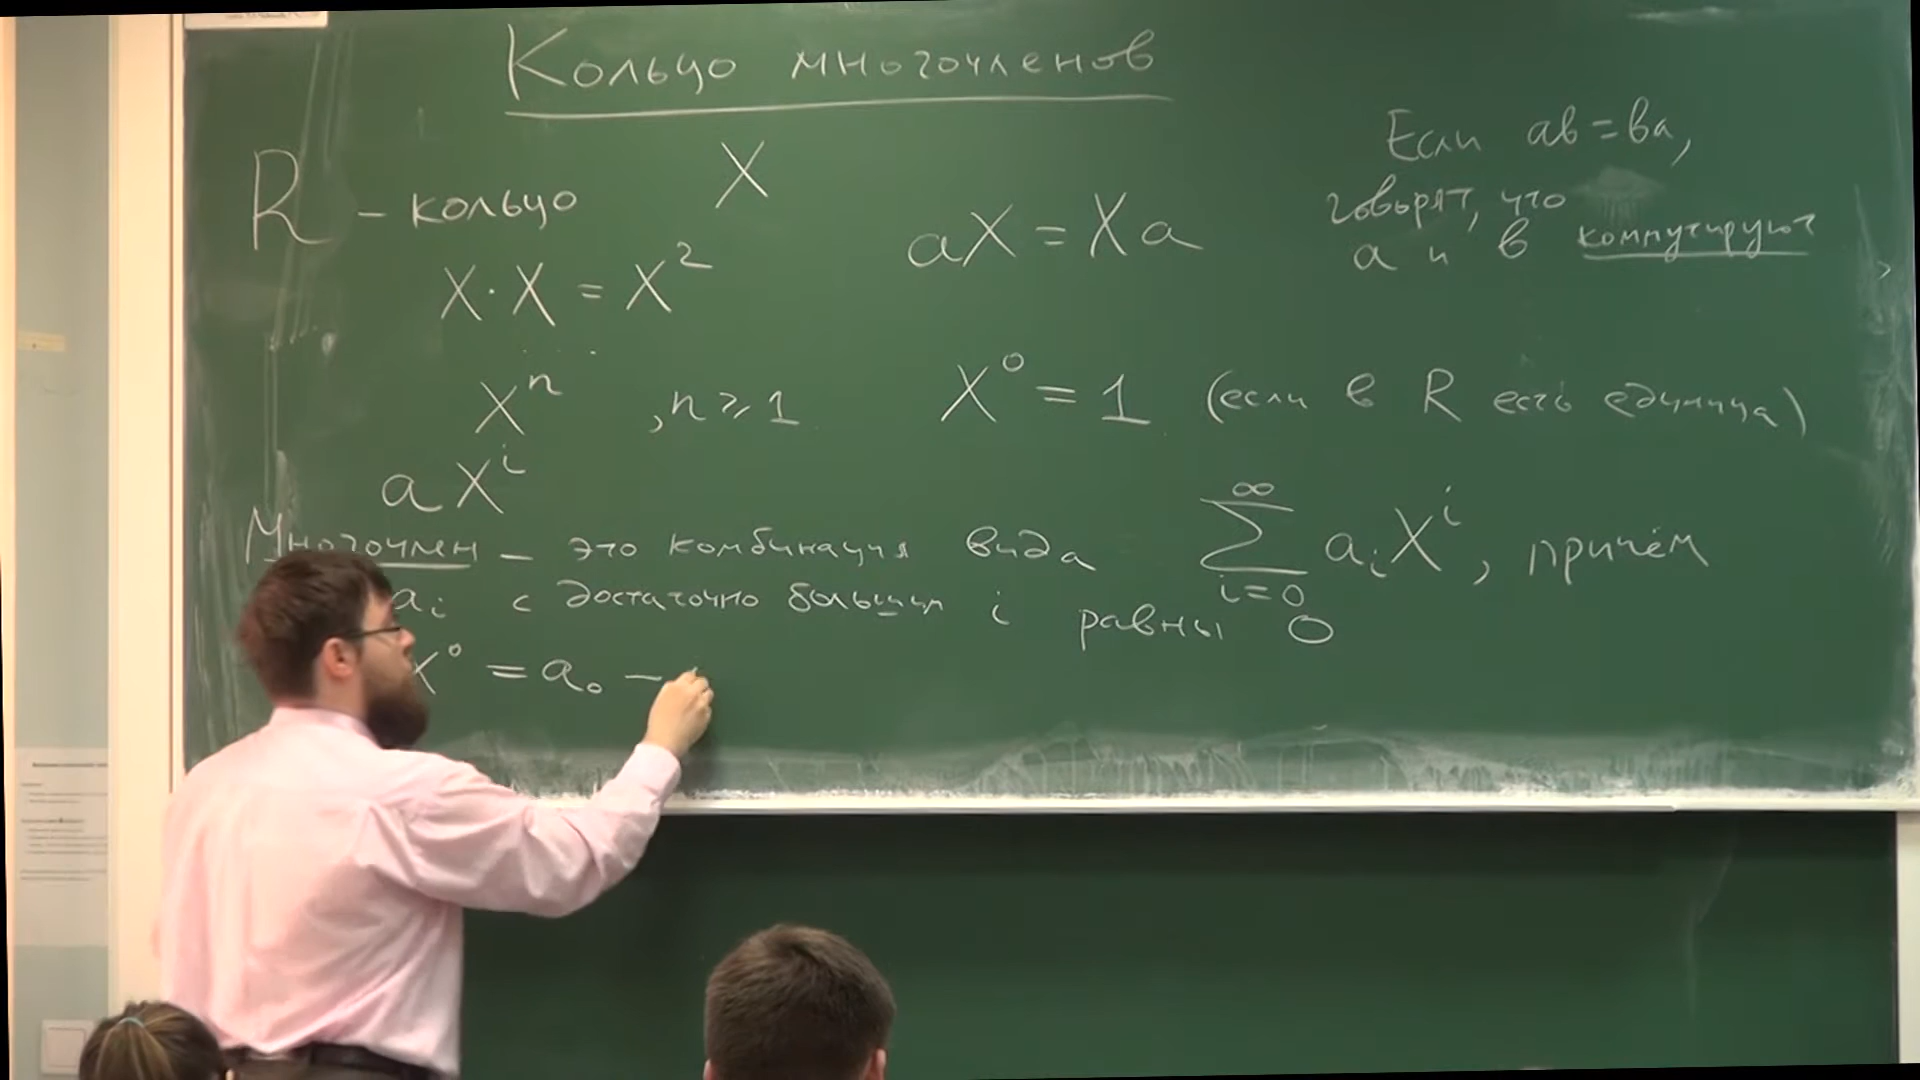 Кольцо многочленов
R - кольцо
X
aX = Xa
Если ab = ba,
говорят, что
a и b коммутируют
X · X = X²
Xⁿ , n ⩾ 1
X⁰ = 1 (если в R есть единица)
aXⁱ
Многочлен — это комбинация вида ∑_{i=0}^{∞} aᵢXⁱ, причём
aᵢ с достаточно большими i равны 0
X⁰ = a₀ —